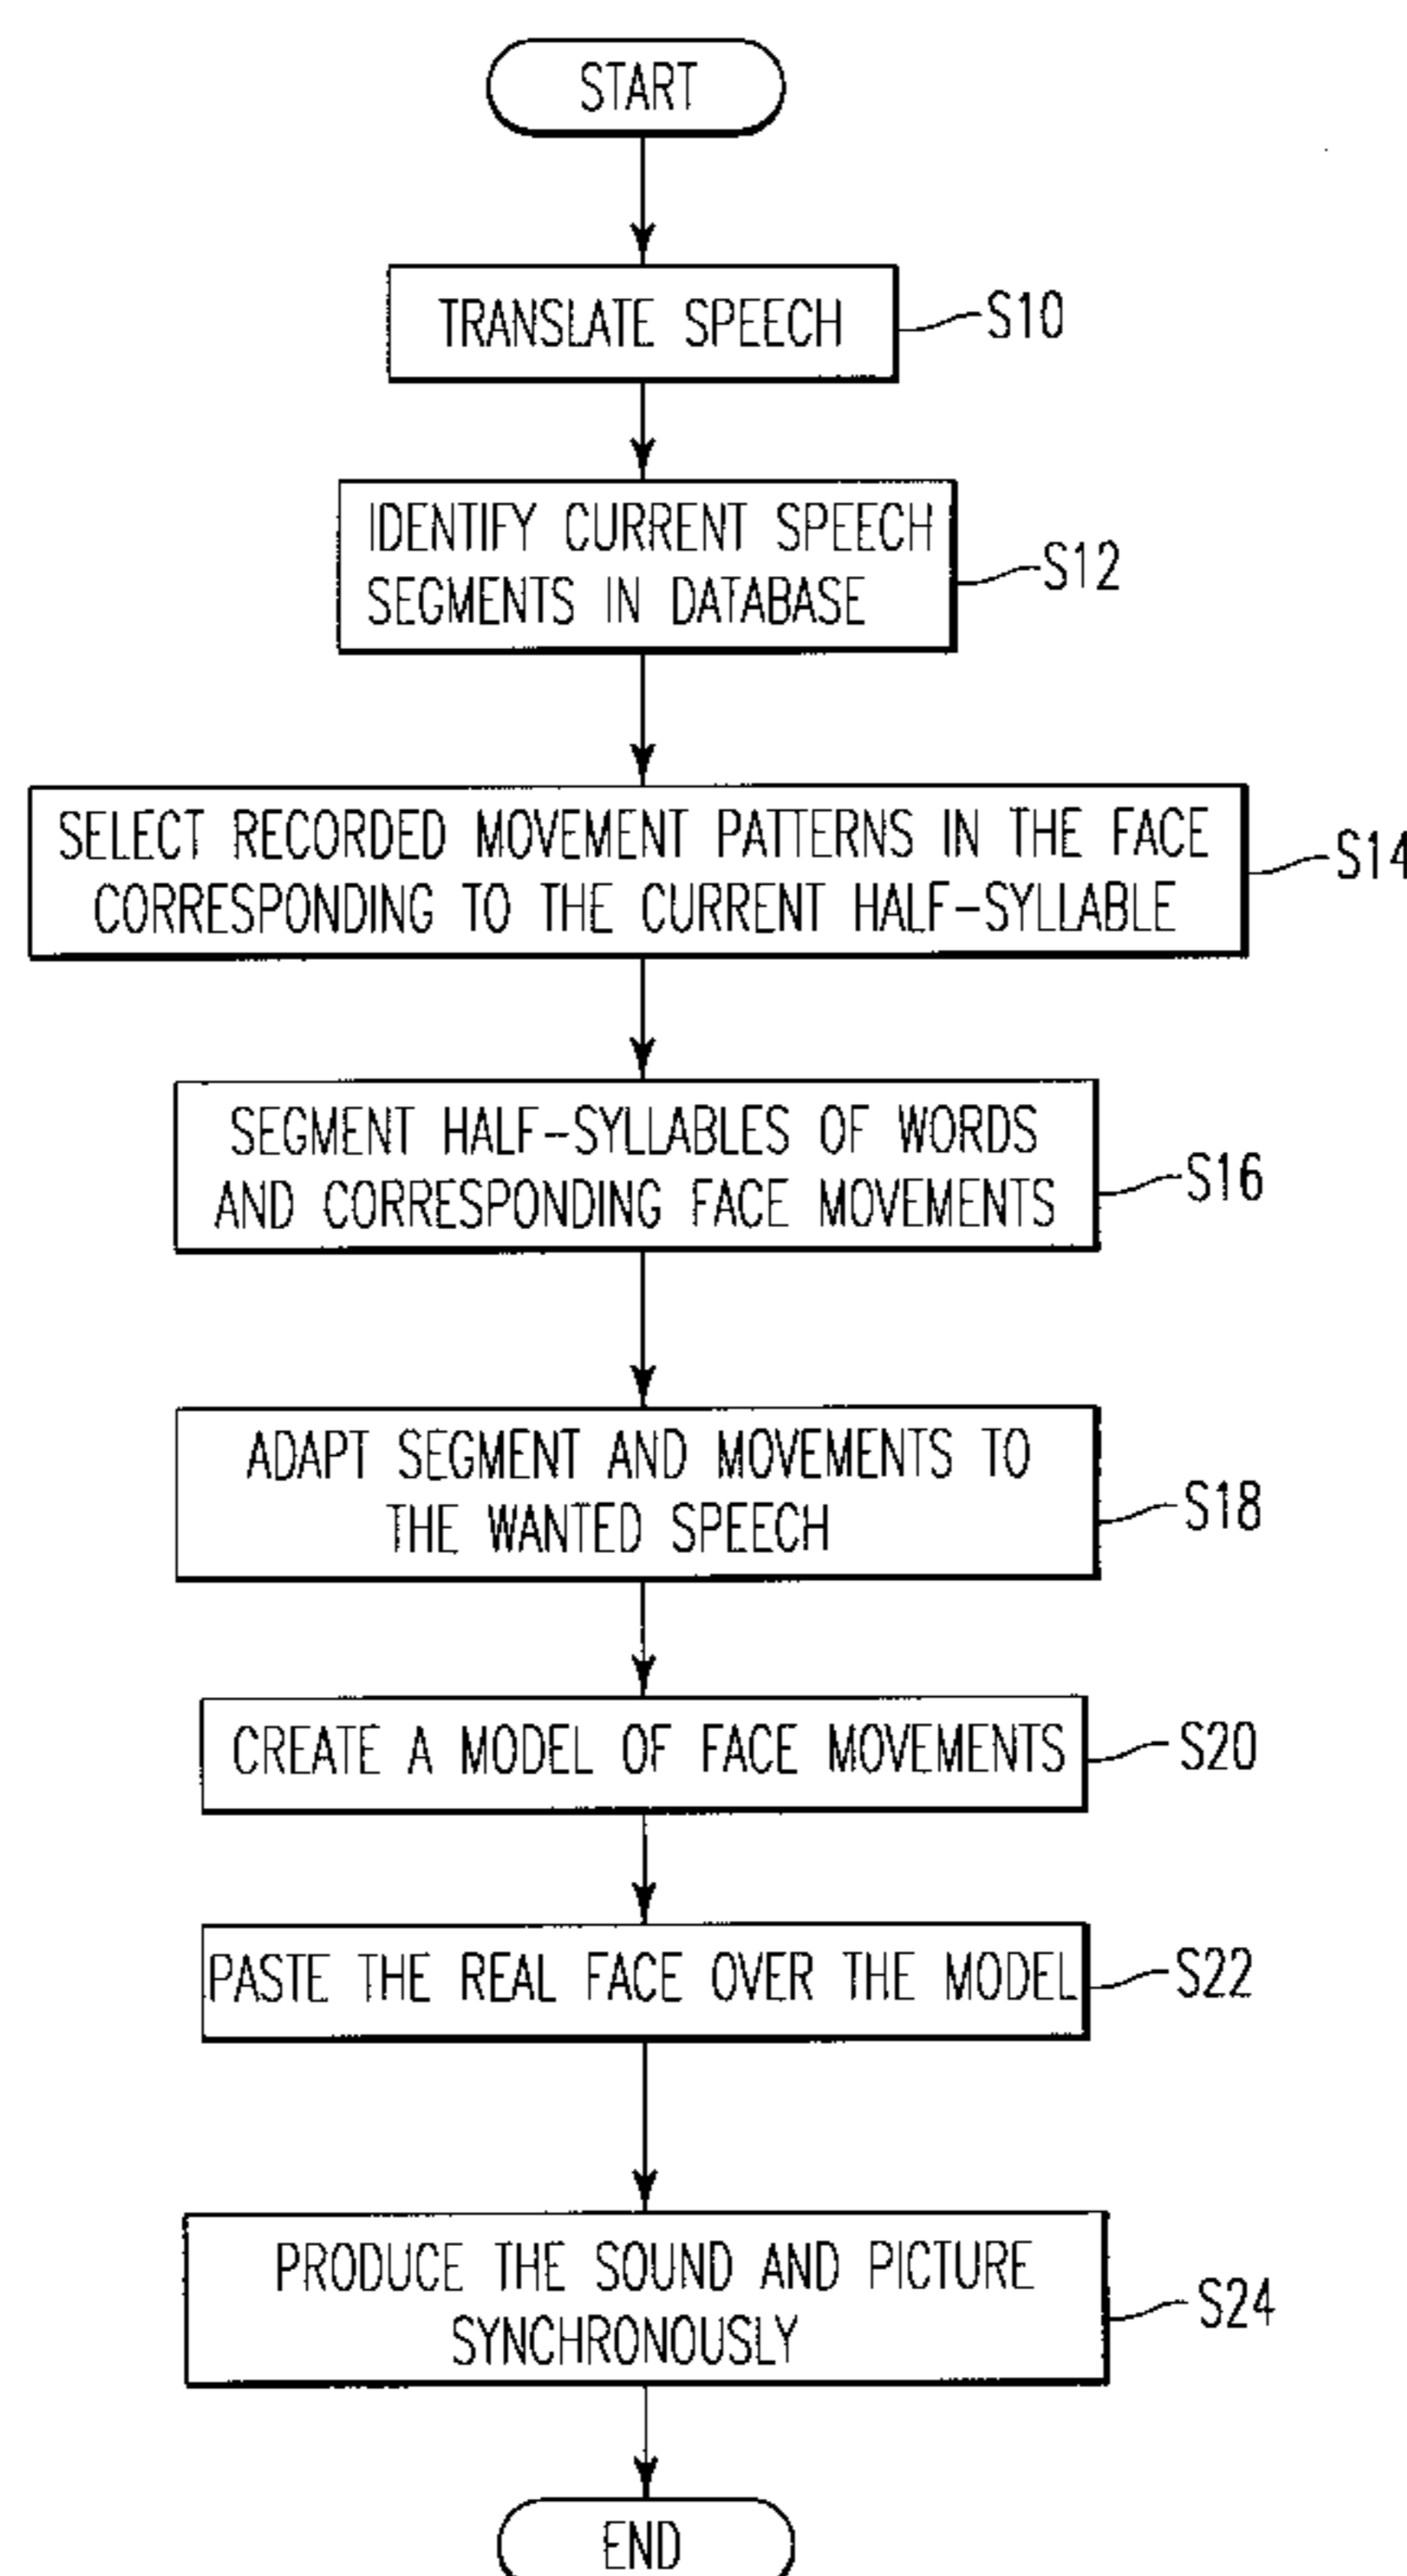 START
TRANSLATE SPEECH
S10
IDENTIFY CURRENT SPEECH
SEGMENTS IN DATABASE
S12
SELECT RECORDED MOVEMENT PATTERNS IN THE FACE
CORRESPONDING TO THE CURRENT HALF-SYLLABLE
S14
SEGMENT HALF-SYLLABLES OF WORDS
AND CORRESPONDING FACE MOVEMENTS
S16
ADAPT SEGMENT AND MOVEMENTS TO
THE WANTED SPEECH
S18
CREATE A MODEL OF FACE MOVEMENTS
S20
PASTE THE REAL FACE OVER THE MODEL
S22
PRODUCE THE SOUND AND PICTURE
SYNCHRONOUSLY
S24
END